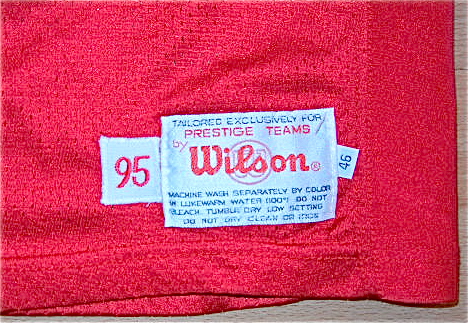 TAILORED EXCLUSIVELY FOR
PRESTIGE TEAMS
by
Wilson®
95
46
MACHINE WASH SEPARATELY BY COLOR
IN LUKEWARM WATER (100°) DO NOT
BLEACH. TUMBLE DRY LOW SETTING
DO NOT DRY CLEAN OR IRON